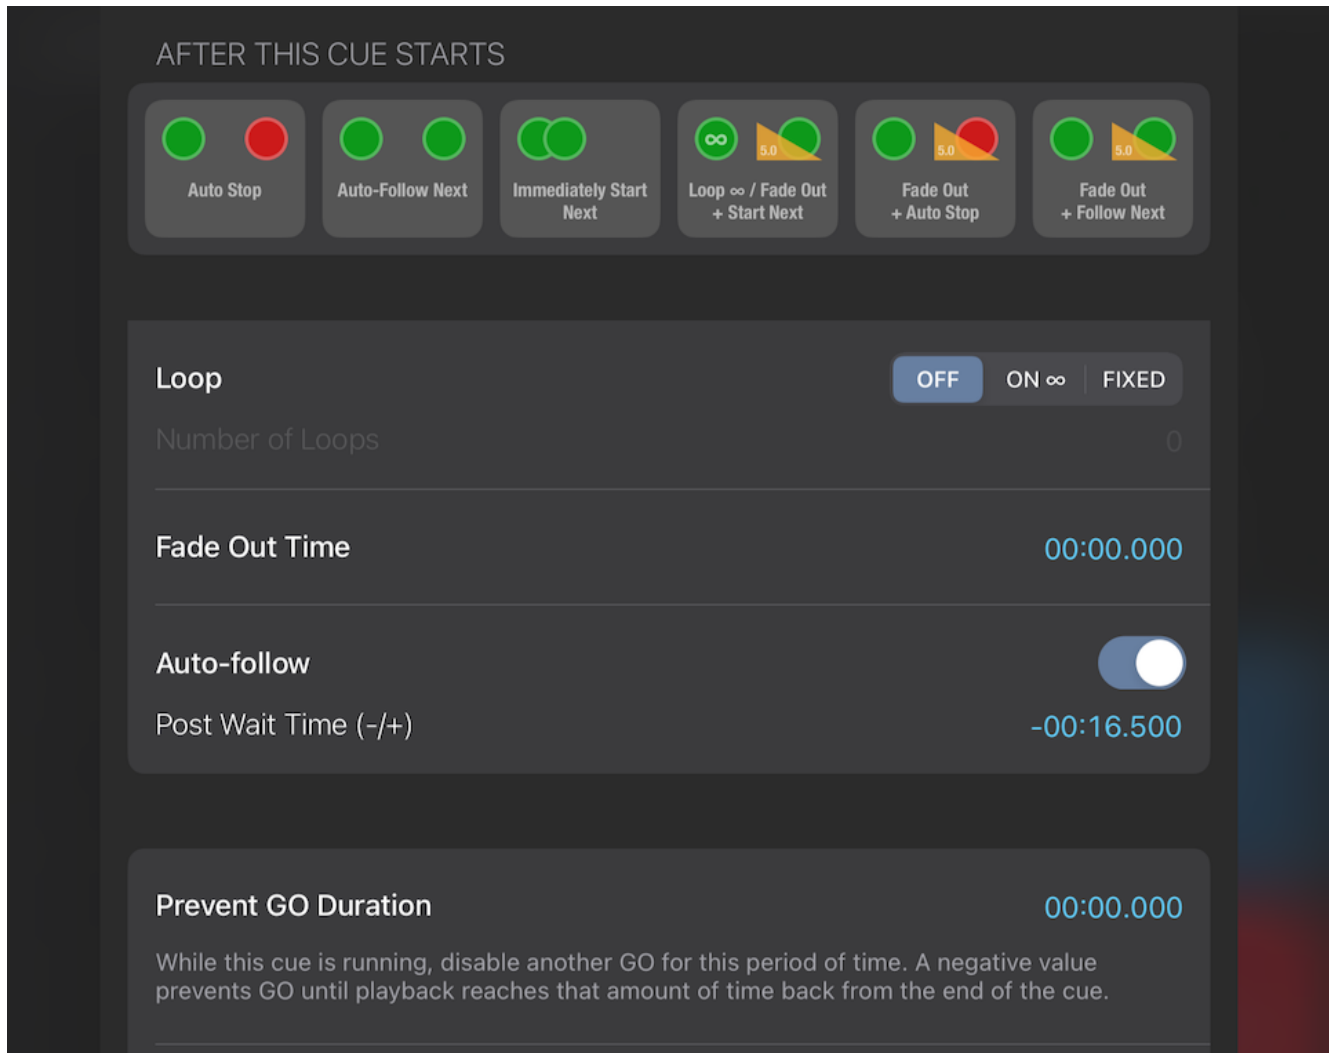 AFTER THIS CUE STARTS
Auto Stop
Auto-Follow Next
Immediately Start
Next
∞
5.0
Loop ∞ / Fade Out
+ Start Next
5.0
Fade Out
+ Auto Stop
5.0
Fade Out
+ Follow Next
Loop
OFF
ON ∞
FIXED
Number of Loops
0
Fade Out Time
00:00.000
Auto-follow
Post Wait Time (-/+)
-00:16.500
Prevent GO Duration
00:00.000
While this cue is running, disable another GO for this period of time. A negative value
prevents GO until playback reaches that amount of time back from the end of the cue.